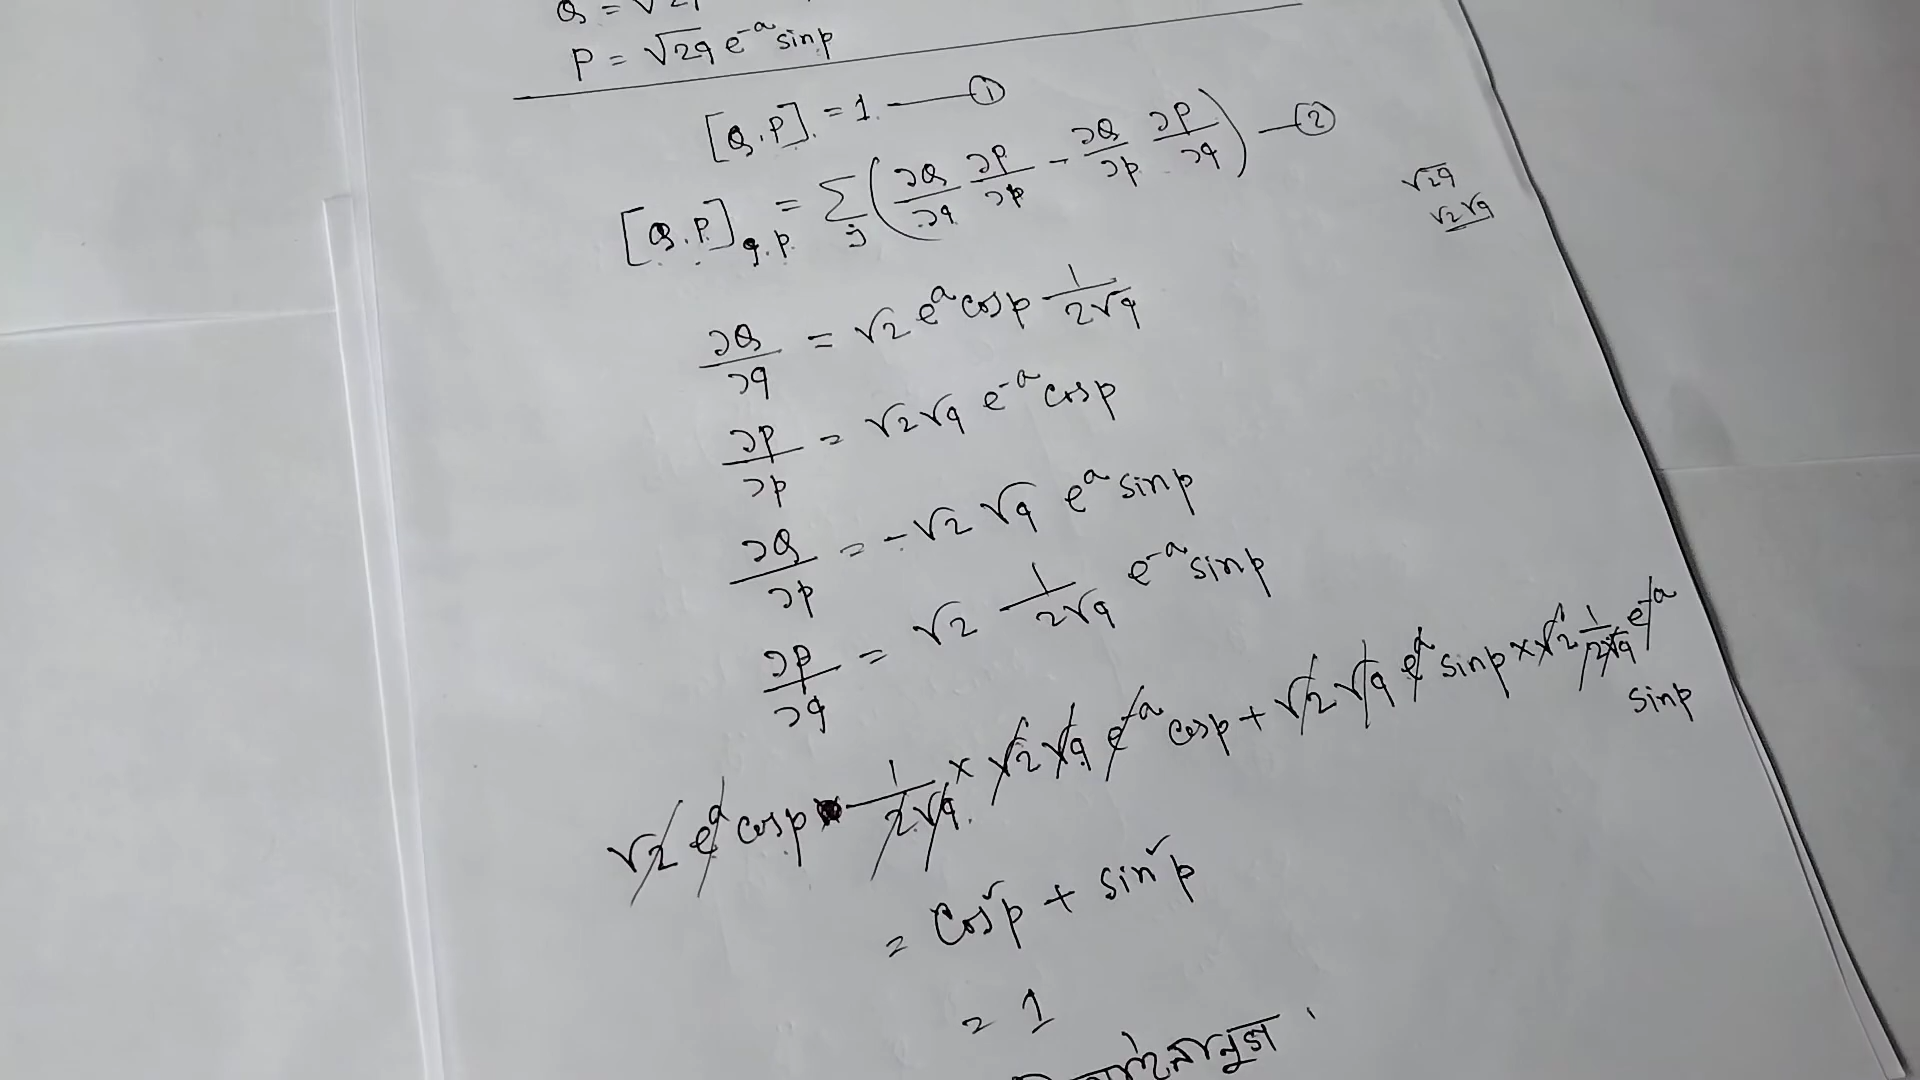 Q = √2q
P = √2q e^-a sinp
[Q.P] = 1 — ①
[Q.P]q.p. = Σj (∂Q/∂q ∂P/∂p - ∂Q/∂p ∂P/∂q) — ②
√2q
√2√q
∂Q/∂q = √2 e^a cosp 1/2√q
∂P/∂p = √2√q e^-a cosp
∂Q/∂p = -√2 √q e^a sinp
∂P/∂q = √2 1/2√q e^-a sinp
√2 e^a cosp 1/2√q × √2 √q e^-a cosp + √2 √q e^a sinp × √2 1/2√q e^-a
sinp
= cos²p + sin²p
= 1